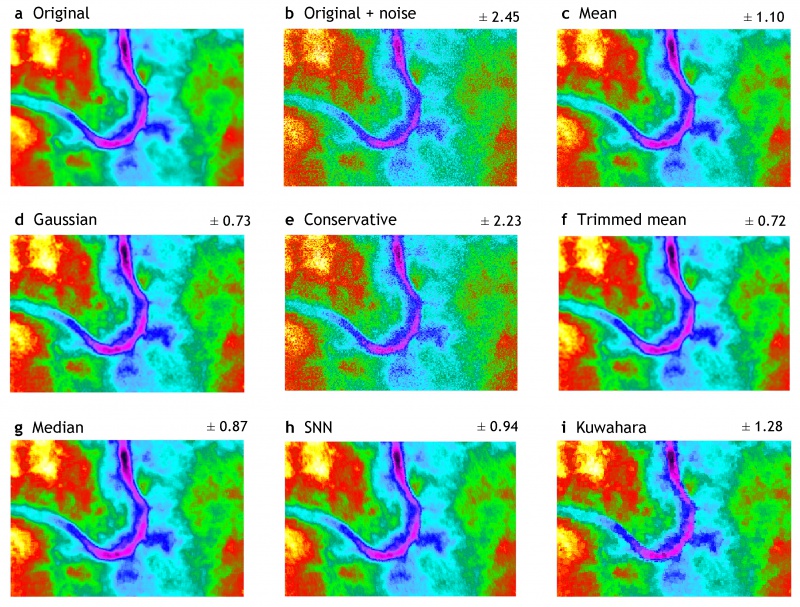 a Original
b Original + noise ± 2.45
c Mean ± 1.10
d Gaussian ± 0.73
e Conservative ± 2.23
f Trimmed mean ± 0.72
g Median ± 0.87
h SNN ± 0.94
i Kuwahara ± 1.28